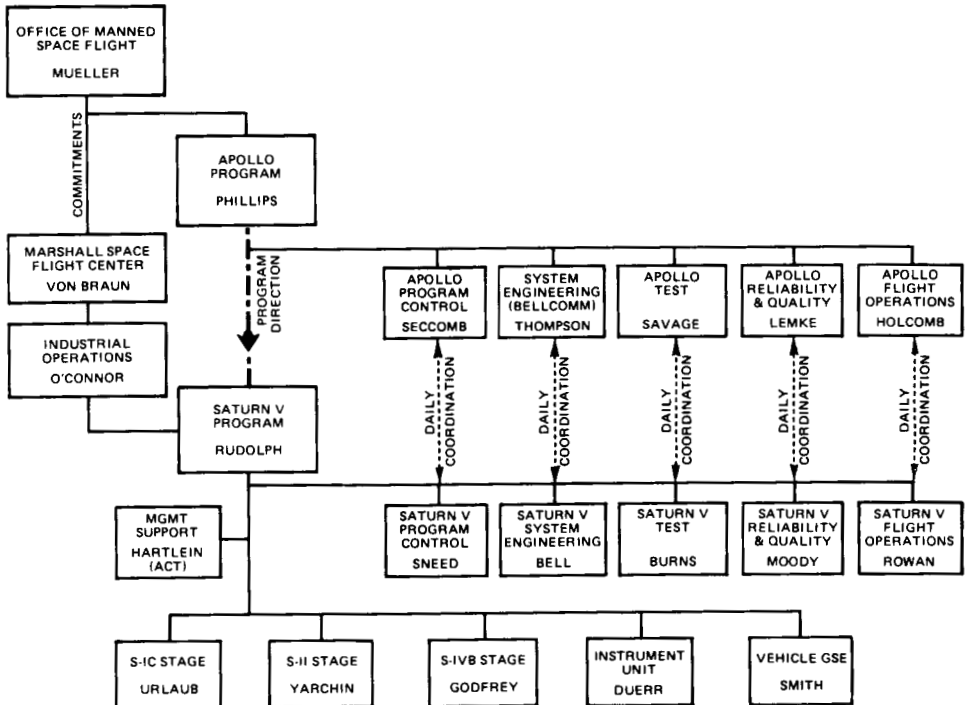 OFFICE OF MANNED
SPACE FLIGHT
MUELLER
COMMITMENTS
APOLLO
PROGRAM
PHILLIPS
MARSHALL SPACE
FLIGHT CENTER
VON BRAUN
PROGRAM
DIRECTION
APOLLO
PROGRAM
CONTROL
SECCOMB
SYSTEM
ENGINEERING
(BELLCOMM)
THOMPSON
APOLLO
TEST
SAVAGE
APOLLO
RELIABILITY
& QUALITY
LEMKE
APOLLO
FLIGHT
OPERATIONS
HOLCOMB
INDUSTRIAL
OPERATIONS
O'CONNOR
DAILY
COORDINATION
DAILY
COORDINATION
DAILY
COORDINATION
DAILY
COORDINATION
DAILY
COORDINATION
SATURN V
PROGRAM
RUDOLPH
MGMT
SUPPORT
HARTLEIN
(ACT)
SATURN V
PROGRAM
CONTROL
SNEED
SATURN V
SYSTEM
ENGINEERING
BELL
SATURN V
TEST
BURNS
SATURN V
RELIABILITY
& QUALITY
MOODY
SATURN V
FLIGHT
OPERATIONS
ROWAN
S-IC STAGE
URLAUB
S-II STAGE
YARCHIN
S-IVB STAGE
GODFREY
INSTRUMENT
UNIT
DUERR
VEHICLE GSE
SMITH